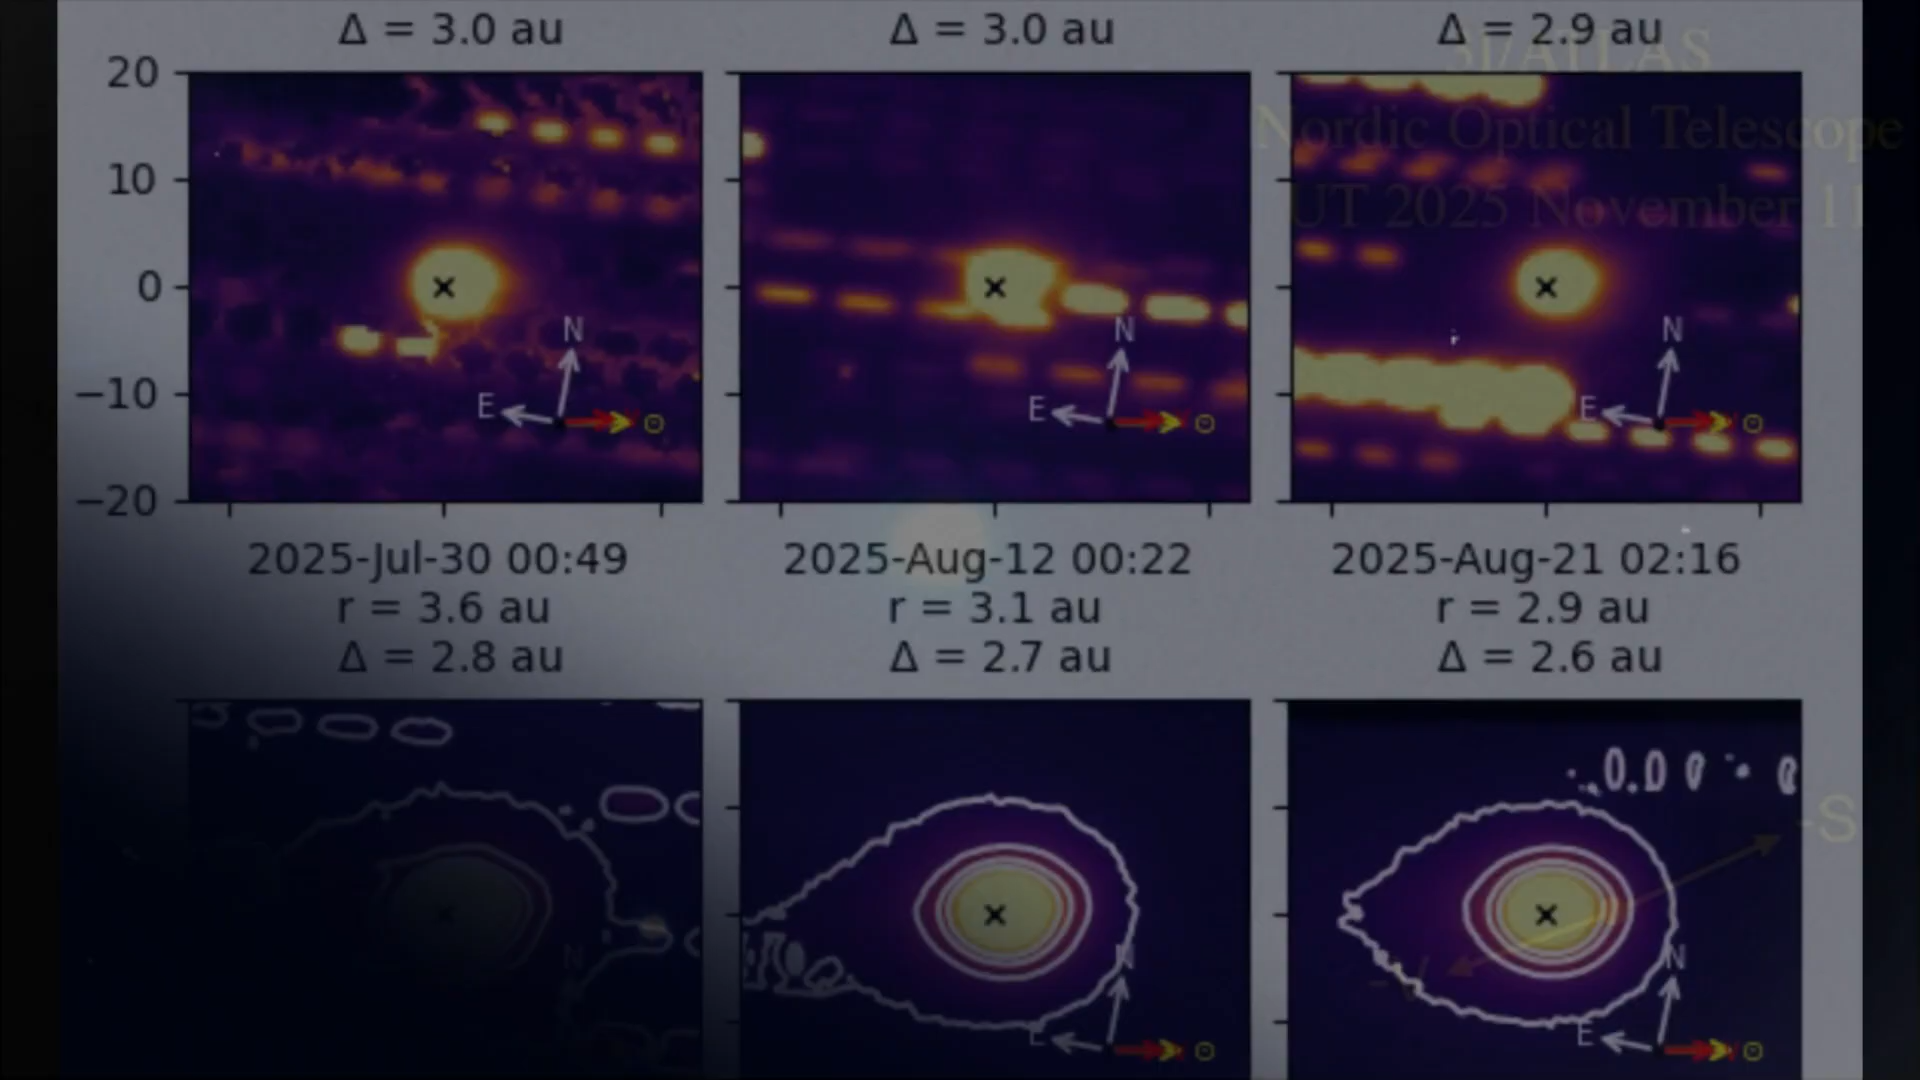 Δ = 3.0 au
Δ = 3.0 au
Δ = 2.9 au
3I/ATLAS
Nordic Optical Telescope
UT 2025 November 11
20
10
0
−10
−20
N
E
N
E
N
E
2025-Jul-30 00:49
r = 3.6 au
Δ = 2.8 au
2025-Aug-12 00:22
r = 3.1 au
Δ = 2.7 au
2025-Aug-21 02:16
r = 2.9 au
Δ = 2.6 au
-S
N
N
E
N
E